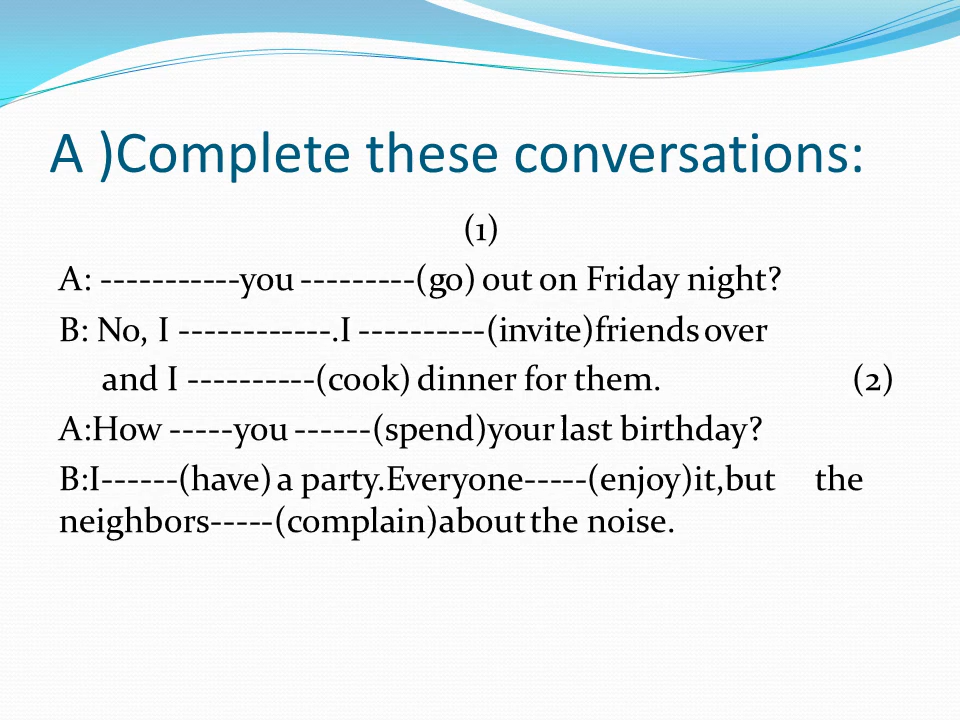 A )Complete these conversations:
(1)
A: -----------you ---------(go) out on Friday night?
B: No, I ------------.I ----------(invite)friends over
and I ----------(cook) dinner for them. (2)
A:How -----you ------(spend)your last birthday?
B:I------(have) a party.Everyone-----(enjoy)it,but the
neighbors-----(complain)about the noise.